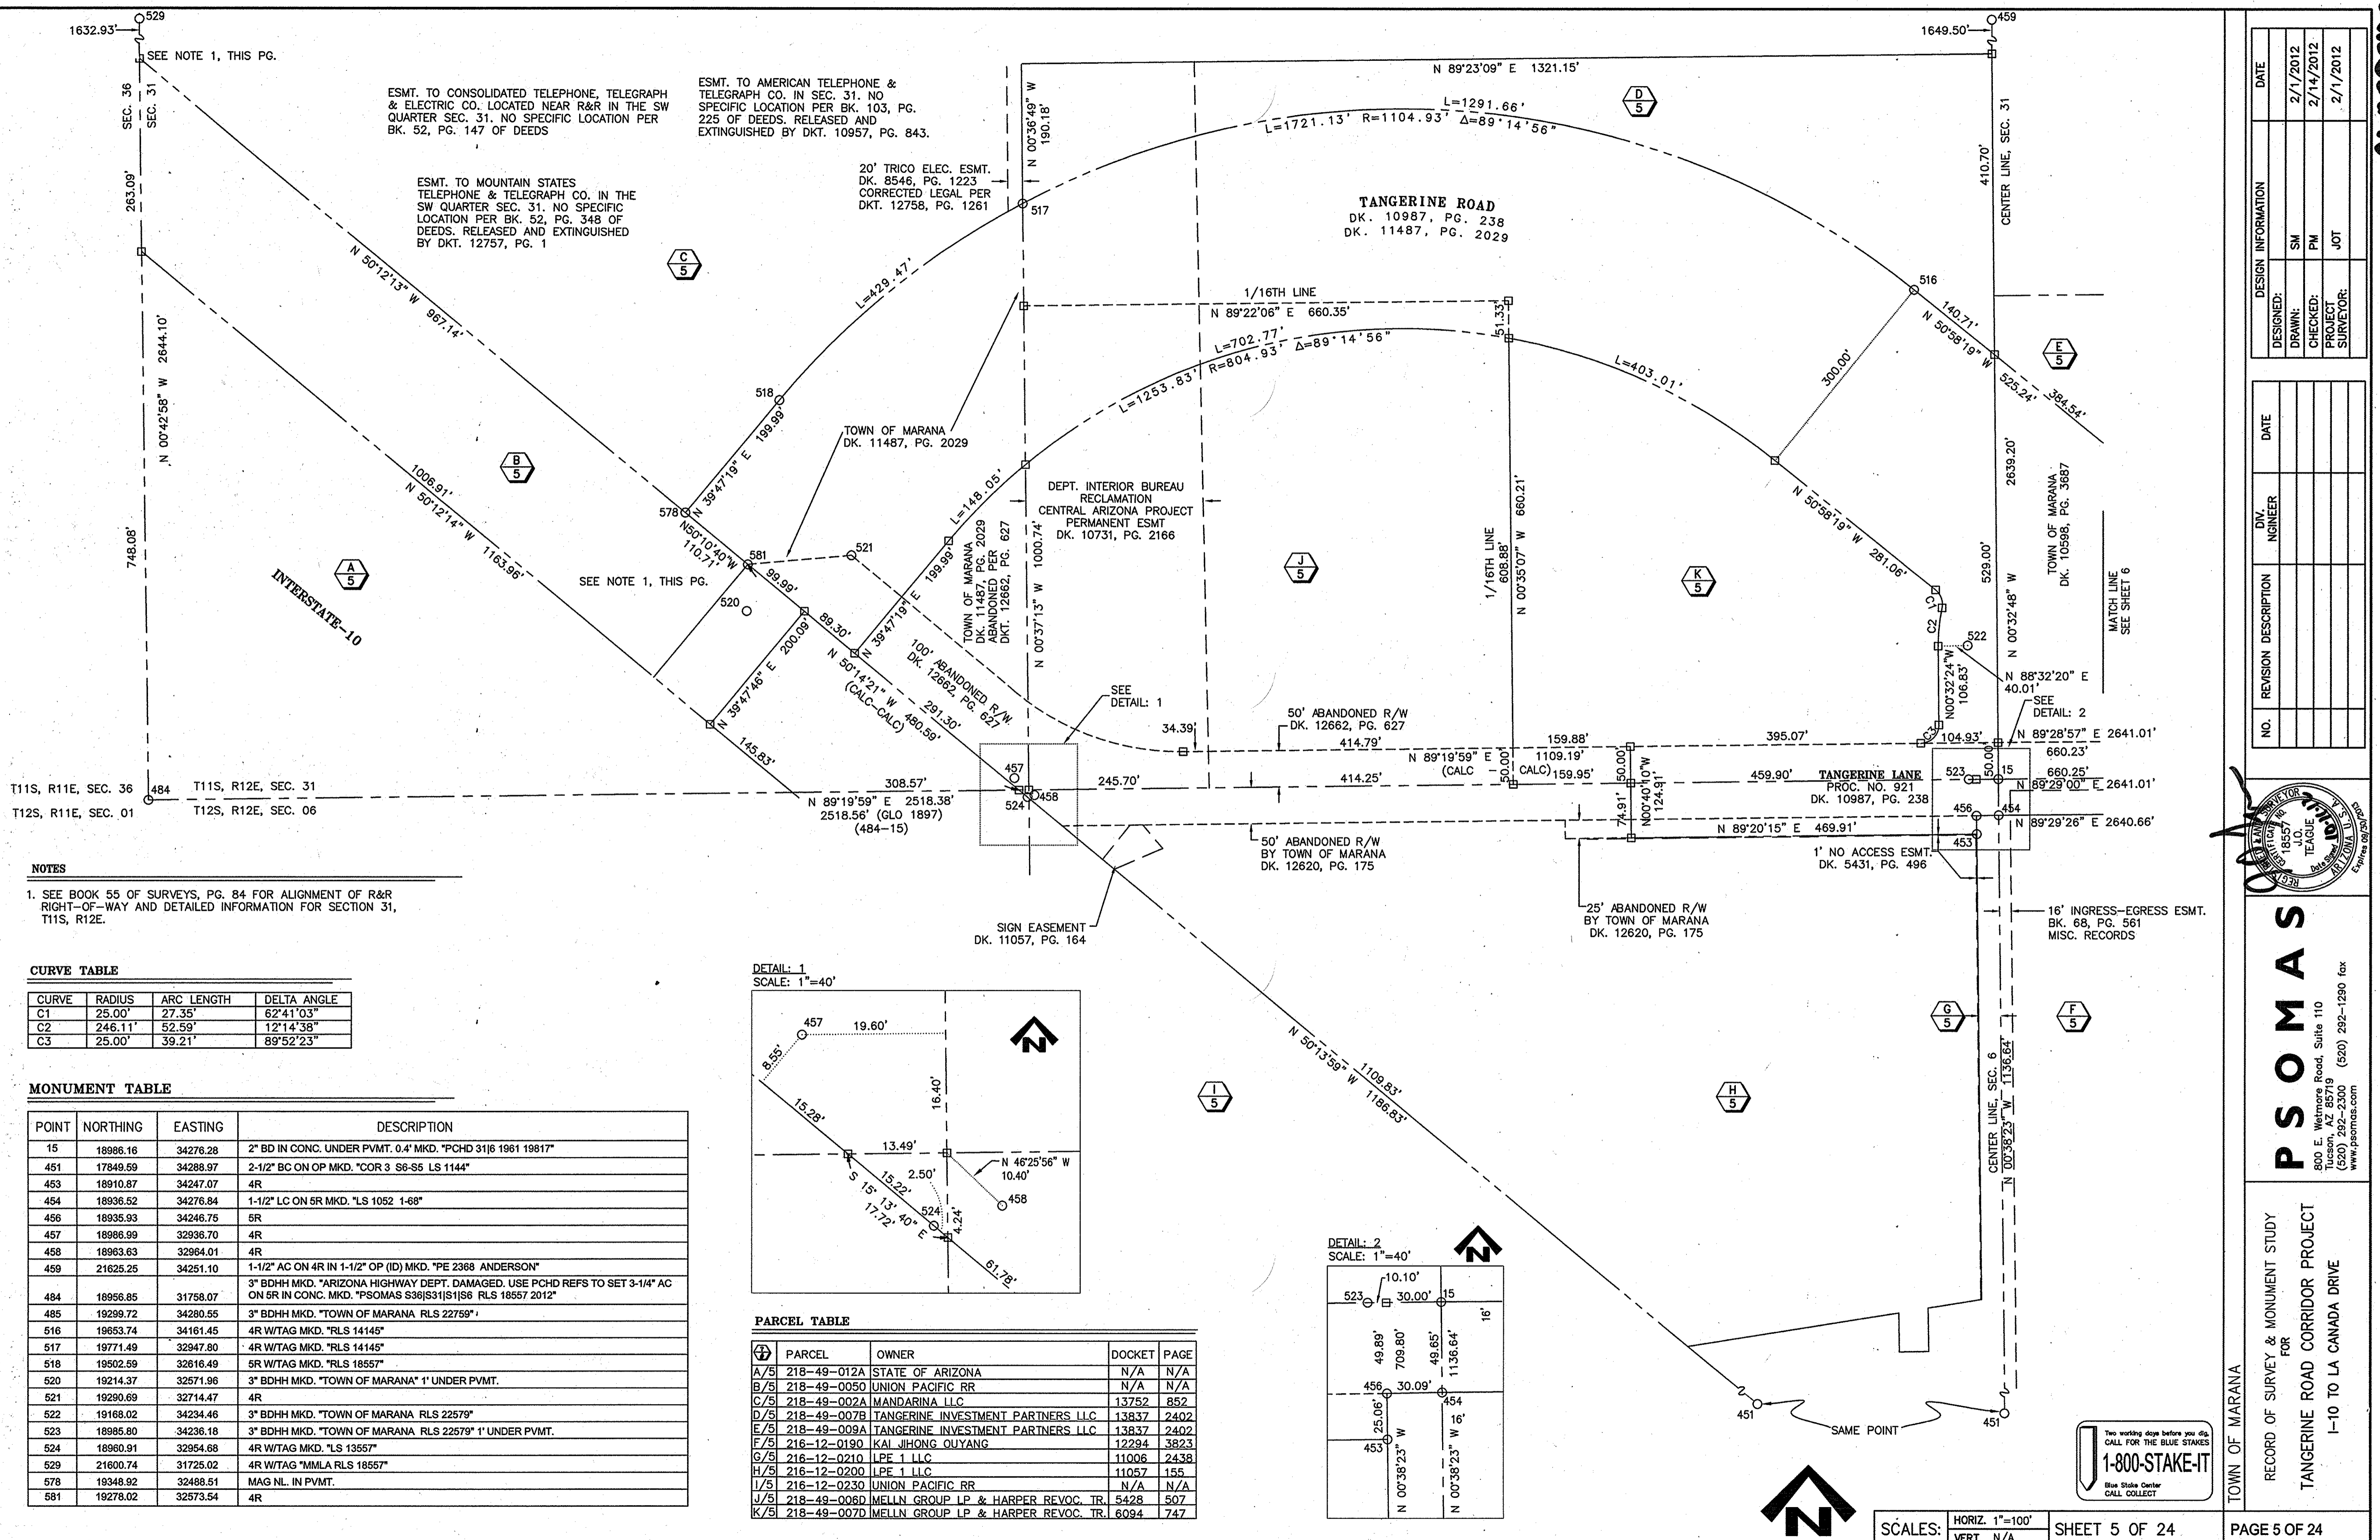 529
1632.93'
SEE NOTE 1, THIS PG.
SEC. 36
SEC. 31
263.09'
N 00°42'58" W 2644.10'
748.08'
ESMT. TO CONSOLIDATED TELEPHONE, TELEGRAPH
& ELECTRIC CO. LOCATED NEAR R&R IN THE SW
QUARTER SEC. 31. NO SPECIFIC LOCATION PER
BK. 52, PG. 147 OF DEEDS
ESMT. TO AMERICAN TELEPHONE &
TELEGRAPH CO. IN SEC. 31. NO
SPECIFIC LOCATION PER BK. 103, PG.
225 OF DEEDS. RELEASED AND
EXTINGUISHED BY DKT. 10957, PG. 843.
ESMT. TO MOUNTAIN STATES
TELEPHONE & TELEGRAPH CO. IN THE
SW QUARTER SEC. 31. NO SPECIFIC
LOCATION PER BK. 52, PG. 348 OF
DEEDS. RELEASED AND EXTINGUISHED
BY DKT. 12757, PG. 1
20' TRICO ELEC. ESMT.
DK. 8546, PG. 1223
CORRECTED LEGAL PER
DKT. 12758, PG. 1261
N 00°36'49" W
190.18'
517
459
1649.50'
N 89°23'09" E 1321.15'
L=1291.66'
L=1721.13' R=1104.93' Δ=89°14'56"
D
5
CENTER LINE, SEC. 31
410.70'
TANGERINE ROAD
DK. 10987, PG. 238
DK. 11487, PG. 2029
C
5
N 50°12'13" W
967.14'
L=429.47'
1/16TH LINE
N 89°22'06" E 660.35'
51.33'
L=702.77'
R=804.93' Δ=89°14'56"
L=1253.83'
L=403.01'
516
140.71'
N 50°58'19" W
525.24'
384.54'
300.00'
E
5
518
199.99'
N 39°47'19" E
TOWN OF MARANA
DK. 11487, PG. 2029
B
5
1006.91'
N 50°12'14" W 1163.96'
INTERSTATE-10
A
5
578
N50°10'40"W
110.71'
581
521
99.99'
SEE NOTE 1, THIS PG.
520
L=148.05'
199.99'
N 39°47'19" E
89.30'
200.09'
N 39°47'46" E
145.83'
N 50°14'21" W 480.59'
(CALC-CALC)
291.30'
100' ABANDONED R/W.
DK. 12662, PG. 627
TOWN OF MARANA
DK. 11487, PG. 2029
ABANDONED PER
DKT. 12662, PG. 627
N 00°37'13" W 1000.74'
DEPT. INTERIOR BUREAU
RECLAMATION
CENTRAL ARIZONA PROJECT
PERMANENT ESMT
DK. 10731, PG. 2166
J
5
1/16TH LINE
608.88'
N 00°35'07" W 660.21'
K
5
N 50°58'19" W 281.06'
C1
C2
C3
522
N00°32'24"W
106.83'
N 88°32'20" E
40.01'
529.00'
N 00°32'48" W 2639.20'
TOWN OF MARANA
DK. 10598, PG. 3687
MATCH LINE
SEE SHEET 6
SEE
DETAIL: 1
SEE
DETAIL: 2
34.39'
50' ABANDONED R/W
DK. 12662, PG. 627
414.79'
159.88'
395.07'
104.93'
N 89°28'57" E 2641.01'
660.23'
N 89°19'59" E 1109.19'
(CALC - CALC)
50.00'
50.00'
50.00'
245.70'
414.25'
159.95'
459.90'
TANGERINE LANE
PROC. NO. 921
DK. 10987, PG. 238
523
15
660.25'
N 89°29'00" E 2641.01'
456
454
N 89°29'26" E 2640.66'
453
74.91'
N00°40'10"W
124.91'
N 89°20'15" E 469.91'
1' NO ACCESS ESMT.
DK. 5431, PG. 496
T11S, R11E, SEC. 36
T11S, R12E, SEC. 31
484
T12S, R11E, SEC. 01
T12S, R12E, SEC. 06
308.57'
N 89°19'59" E 2518.38'
2518.56' (GLO 1897)
(484-15)
457
524
458
50' ABANDONED R/W
BY TOWN OF MARANA
DK. 12620, PG. 175
25' ABANDONED R/W
BY TOWN OF MARANA
DK. 12620, PG. 175
SIGN EASEMENT
DK. 11057, PG. 164
16' INGRESS-EGRESS ESMT.
BK. 68, PG. 561
MISC. RECORDS
N 50°13'59" W
1109.83'
1186.83'
I
5
H
5
G
5
F
5
CENTER LINE, SEC. 6
N 00°38'23" W 1136.64'
451
SAME POINT
451
NOTES
1. SEE BOOK 55 OF SURVEYS, PG. 84 FOR ALIGNMENT OF R&R
RIGHT-OF-WAY AND DETAILED INFORMATION FOR SECTION 31,
T11S, R12E.
CURVE TABLE
CURVE RADIUS ARC LENGTH DELTA ANGLE
C1 25.00' 27.35' 62°41'03"
C2 246.11' 52.59' 12°14'38"
C3 25.00' 39.21' 89°52'23"
MONUMENT TABLE
POINT NORTHING EASTING DESCRIPTION
15 18986.16 34276.28 2" BD IN CONC. UNDER PVMT. 0.4' MKD. "PCHD 31|6 1961 19817"
451 17849.59 34288.97 2-1/2" BC ON OP MKD. "COR 3 S6-S5 LS 1144"
453 18910.87 34247.07 4R
454 18936.52 34276.84 1-1/2" LC ON 5R MKD. "LS 1052 1-68"
456 18935.93 34246.75 5R
457 18986.99 32936.70 4R
458 18963.63 32964.01 4R
459 21625.25 34251.10 1-1/2" AC ON 4R IN 1-1/2" OP (ID) MKD. "PE 2368 ANDERSON"
484 18956.85 31758.07 3" BDHH MKD. "ARIZONA HIGHWAY DEPT. DAMAGED. USE PCHD REFS TO SET 3-1/4" AC
ON 5R IN CONC. MKD. "PSOMAS S36|S31|S1|S6 RLS 18557 2012"
485 19299.72 34280.55 3" BDHH MKD. "TOWN OF MARANA RLS 22759"
516 19653.74 34161.45 4R W/TAG MKD. "RLS 14145"
517 19771.49 32947.80 4R W/TAG MKD. "RLS 14145"
518 19502.59 32616.49 5R W/TAG MKD. "RLS 18557"
520 19214.37 32571.96 3" BDHH MKD. "TOWN OF MARANA" 1' UNDER PVMT.
521 19290.69 32714.47 4R
522 19168.02 34234.46 3" BDHH MKD. "TOWN OF MARANA RLS 22579"
523 18985.80 34236.18 3" BDHH MKD. "TOWN OF MARANA RLS 22579" 1' UNDER PVMT.
524 18960.91 32954.68 4R W/TAG MKD. "LS 13557"
529 21600.74 31725.02 4R W/TAG "MMLA RLS 18557"
578 19348.92 32488.51 MAG NL. IN PVMT.
581 19278.02 32573.54 4R
DETAIL: 1
SCALE: 1"=40'
457
19.60'
8.55'
N
15.28'
16.40'
13.49'
N 46°25'56" W
10.40'
458
2.50'
15.22'
S 15' 13' 40" E
17.72'
524
4.24'
61.78'
PARCEL TABLE
PARCEL OWNER DOCKET PAGE
A/5 218-49-012A STATE OF ARIZONA N/A N/A
B/5 218-49-0050 UNION PACIFIC RR N/A N/A
C/5 218-49-002A MANDARINA LLC 13752 852
D/5 218-49-007B TANGERINE INVESTMENT PARTNERS LLC 13837 2402
E/5 218-49-009A TANGERINE INVESTMENT PARTNERS LLC 13837 2402
F/5 216-12-0190 KAI JIHONG OUYANG 12294 3823
G/5 216-12-0210 LPE 1 LLC 11006 2438
H/5 216-12-0200 LPE 1 LLC 11057 155
I/5 216-12-0230 UNION PACIFIC RR N/A N/A
J/5 218-49-006D MELLN GROUP LP & HARPER REVOC. TR. 5428 507
K/5 218-49-007D MELLN GROUP LP & HARPER REVOC. TR. 6094 747
DETAIL: 2
SCALE: 1"=40'
N
10.10'
523
30.00'
15
16'
49.89'
709.80'
49.65'
1136.64'
456
30.09'
454
25.06'
453
N 00°38'23" W
N 00°38'23" W 16'
N
Two working days before you dig,
CALL FOR THE BLUE STAKES
1-800-STAKE-IT
Blue Stake Center
CALL COLLECT
SCALES:
HORIZ. 1"=100'
VERT. N/A
SHEET 5 OF 24
PAGE 5 OF 24
DESIGN INFORMATION
DATE
DESIGNED:
DRAWN: SM 2/1/2012
CHECKED: PM 2/14/2012
PROJECT
SURVEYOR: JOT 2/1/2012
NO.
REVISION DESCRIPTION
DIV.
NGINEER
DATE
REGISTERED LAND SURVEYOR
CERTIFICATE NO.
18557
J.O.
TEAGUE
Date Signed
ARIZONA U.S.A.
Expires 09/30/2013
PSOMAS
800 E. Wetmore Road, Suite 110
Tucson, AZ 85719
(520) 292-2300 (520) 292-1290 fax
www.psomas.com
TOWN OF MARANA
RECORD OF SURVEY & MONUMENT STUDY
FOR
TANGERINE ROAD CORRIDOR PROJECT
I-10 TO LA CANADA DRIVE